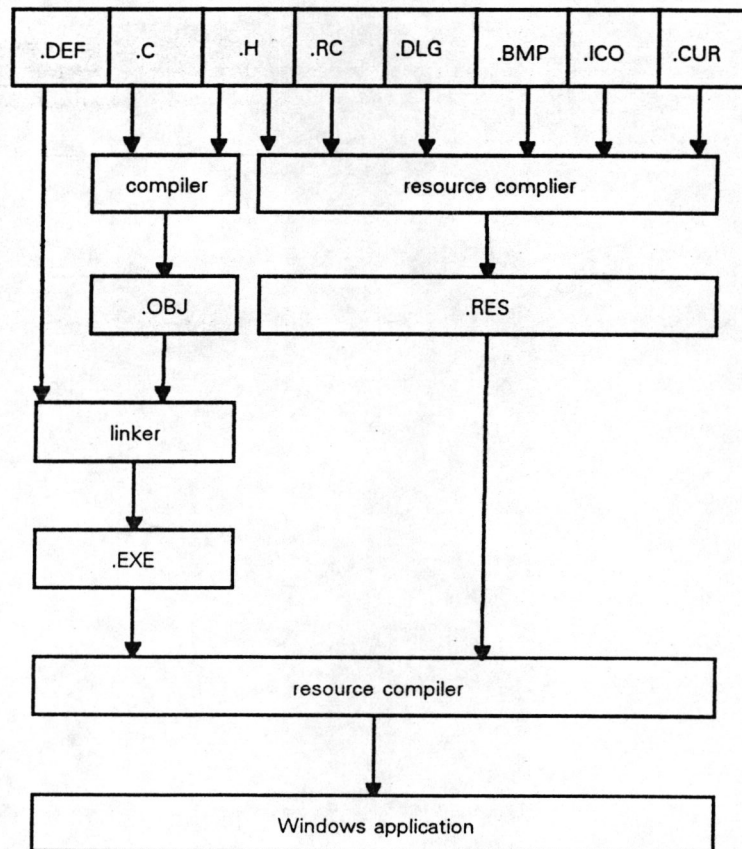 .DEF .C .H .RC .DLG .BMP .ICO .CUR
compiler resource complier
.OBJ .RES
linker
.EXE
resource compiler
Windows application